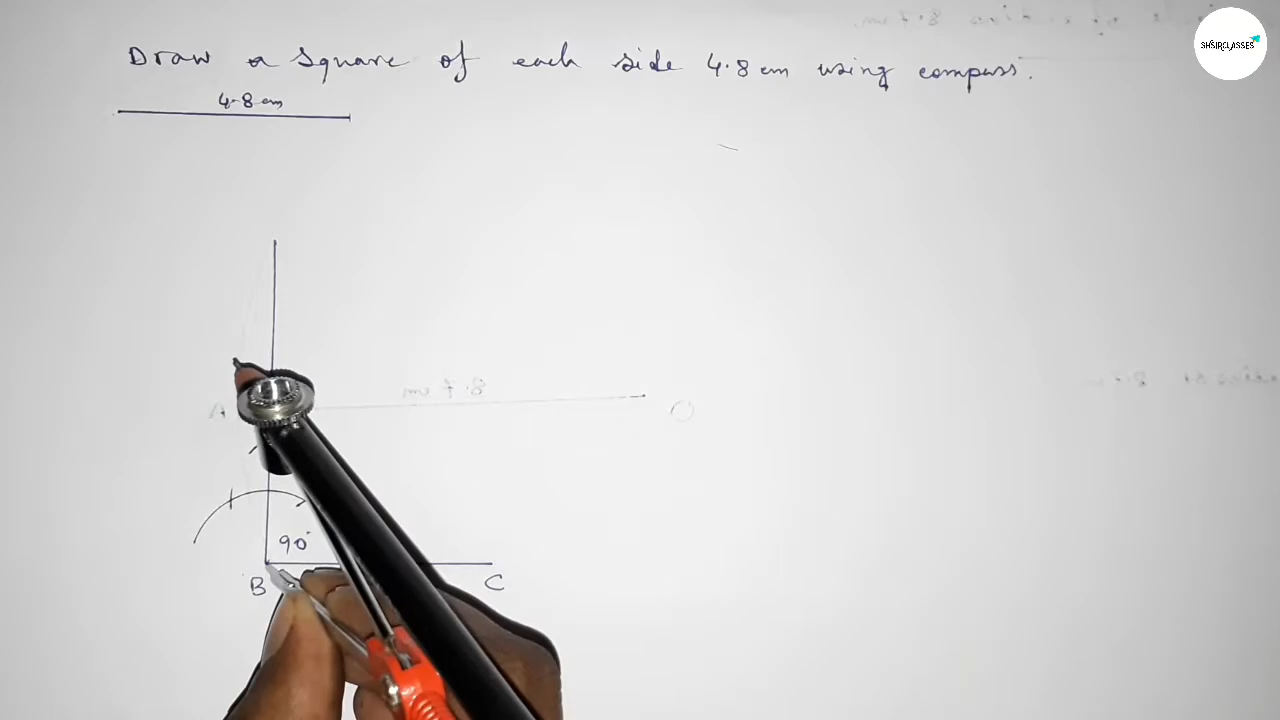 SHSIRCLASSES
Draw a square of each side 4.8 cm using compass.
4.8 cm
A
90°
B
C